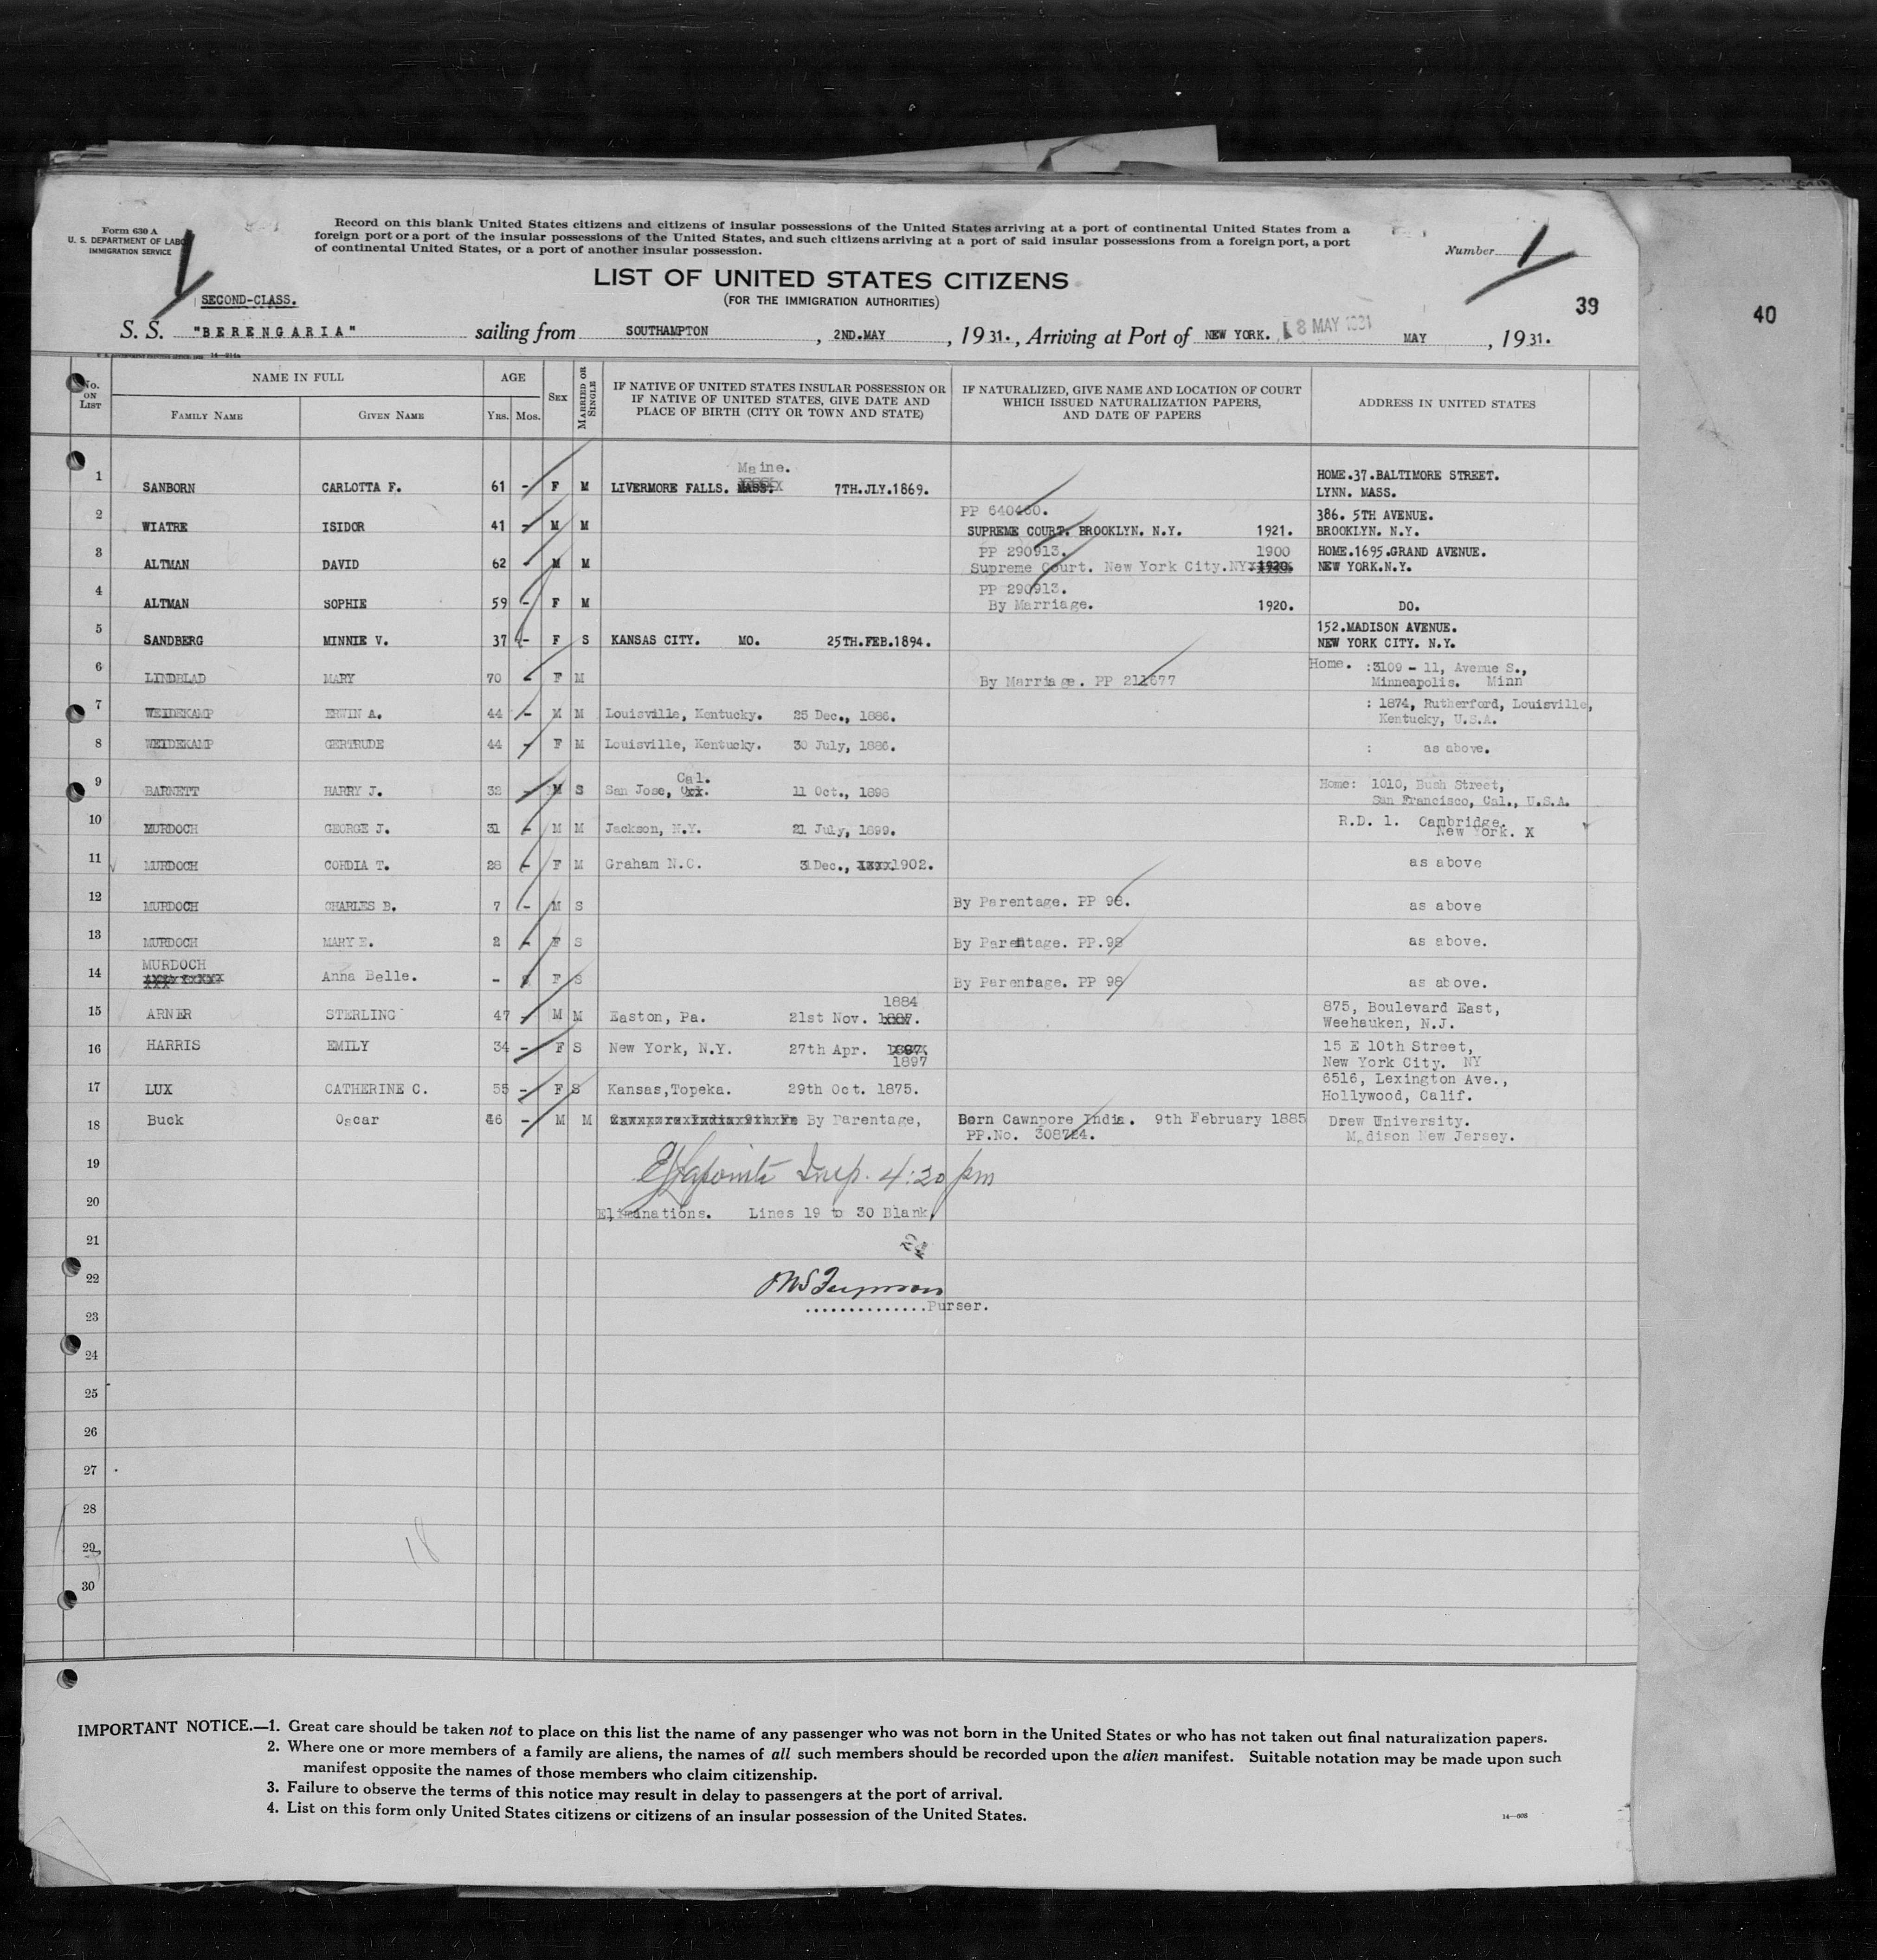 Form 630 A
U. S. DEPARTMENT OF LABOR
IMMIGRATION SERVICE
Record on this blank United States citizens and citizens of insular possessions of the United States arriving at a port of continental United States from a
foreign port or a port of the insular possessions of the United States, and such citizens arriving at a port of said insular possessions from a foreign port, a port
of continental United States, or a port of another insular possession.
Number 1
LIST OF UNITED STATES CITIZENS
(FOR THE IMMIGRATION AUTHORITIES)
SECOND-CLASS.
39
40
S. S. "BERENGARIA" sailing from SOUTHAMPTON , 2ND.MAY , 1931., Arriving at Port of NEW YORK. 8 MAY 1931 MAY , 1931.
No. ON LIST
NAME IN FULL
FAMILY NAME GIVEN NAME
AGE
YRS. MOS.
SEX
MARRIED OR SINGLE
IF NATIVE OF UNITED STATES INSULAR POSSESSION OR
IF NATIVE OF UNITED STATES, GIVE DATE AND
PLACE OF BIRTH (CITY OR TOWN AND STATE)
IF NATURALIZED, GIVE NAME AND LOCATION OF COURT
WHICH ISSUED NATURALIZATION PAPERS,
AND DATE OF PAPERS
ADDRESS IN UNITED STATES
Maine.
1 SANBORN CARLOTTA F. 61 - F M LIVERMORE FALLS. MASS. 7TH.JLY.1869. HOME.37.BALTIMORE STREET.
LYNN. MASS.
PP 640460. 386. 5TH AVENUE.
2 WIATRE ISIDOR 41 - M M SUPREME COURT. BROOKLYN. N.Y. 1921. BROOKLYN. N.Y.
PP 290913. 1900 HOME.1695.GRAND AVENUE.
3 ALTMAN DAVID 62 - M M Supreme Court. New York City.NY 1920. NEW YORK.N.Y.
PP 290913.
4 ALTMAN SOPHIE 59 - F M By Marriage. 1920. DO.
152.MADISON AVENUE.
5 SANDBERG MINNIE V. 37 - F S KANSAS CITY. MO. 25TH.FEB.1894. NEW YORK CITY. N.Y.
Home. :3109 - 11, Avenue S.,
6 LINDBLAD MARY 70 - F M By Marriage. PP 211677 Minneapolis. Minn
: 1874, Rutherford, Louisville,
7 WEIDEKAMP ERWIN A. 44 - M M Louisville, Kentucky. 25 Dec., 1886. Kentucky, U.S.A.
8 WEIDEKAMP GERTRUDE 44 - F M Louisville, Kentucky. 30 July, 1886. : as above.
Cal. Home: 1010, Bush Street,
9 BARNETT HARRY J. 32 - M S San Jose, 11 Oct., 1898 San Francisco, Cal., U.S.A.
R.D. 1. Cambridge.
10 MURDOCH GEORGE J. 31 - M M Jackson, N.Y. 21 July, 1899. New York. X
11 MURDOCH CORDIA T. 28 - F M Graham N.C. 31Dec., 1902. as above
12 MURDOCH CHARLES B. 7 - M S By Parentage. PP 98. as above
13 MURDOCH MARY E. 2 - F S By Parentage. PP.98 as above.
MURDOCH
14 Anna Belle. - F S By Parentage. PP 98 as above.
1884 875, Boulevard East,
15 ARNER STERLING 47 - M M Easton, Pa. 21st Nov. 1887. Weehauken, N.J.
16 HARRIS EMILY 34 - F S New York, N.Y. 27th Apr. 15 E 10th Street,
1897 New York City. NY
6516, Lexington Ave.,
17 LUX CATHERINE C. 55 - F S Kansas,Topeka. 29th Oct. 1875. Hollywood, Calif.
18 Buck Oscar 46 - M M By Parentage, Born Cawnpore India. 9th February 1885 Drew University.
PP.No. 308724. Madison New Jersey.
19 Insp. 4:20 pm
20 Eliminations. Lines 19 to 30 Blank.
21
22
Purser.
23
24
25
26
27
28
29
18
30
IMPORTANT NOTICE.—1. Great care should be taken not to place on this list the name of any passenger who was not born in the United States or who has not taken out final naturalization papers.
2. Where one or more members of a family are aliens, the names of all such members should be recorded upon the alien manifest. Suitable notation may be made upon such
manifest opposite the names of those members who claim citizenship.
3. Failure to observe the terms of this notice may result in delay to passengers at the port of arrival.
4. List on this form only United States citizens or citizens of an insular possession of the United States.
14—608